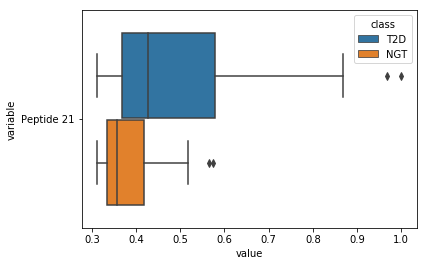 class
T2D
NGT
variable
Peptide 21
0.3 0.4 0.5 0.6 0.7 0.8 0.9 1.0
value